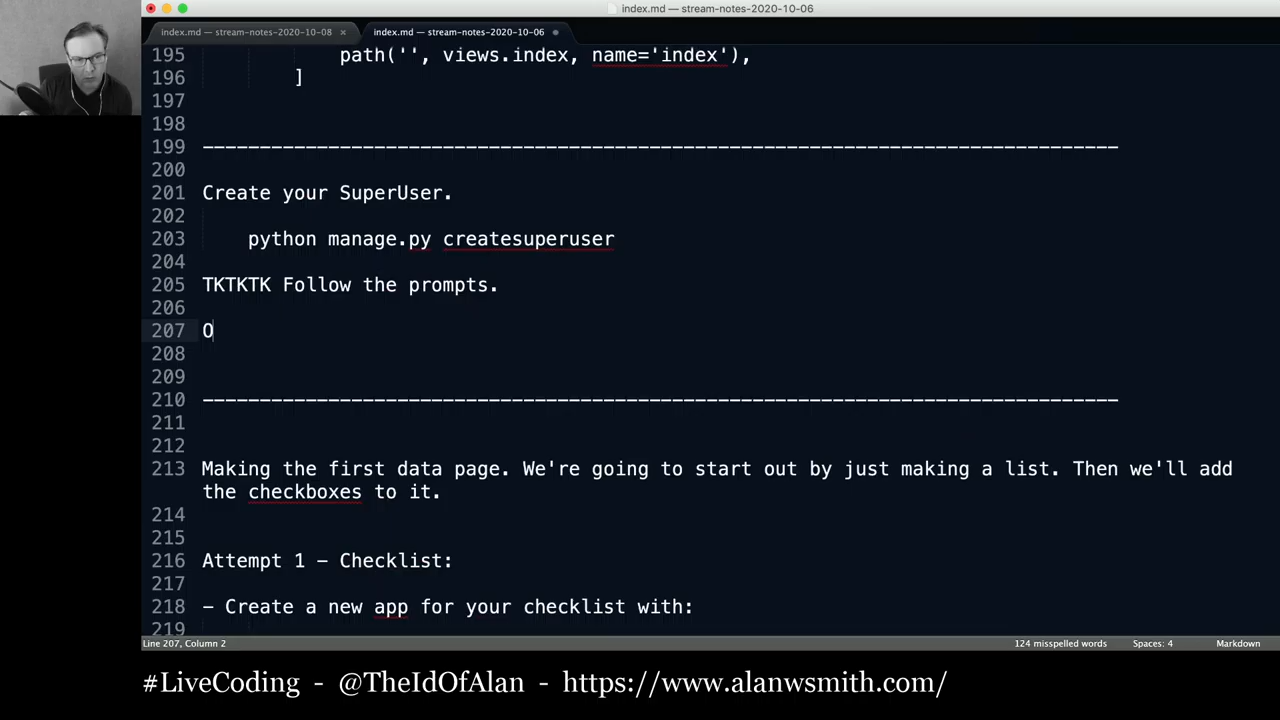 index.md — stream-notes-2020-10-06
index.md — stream-notes-2020-10-08 ×
index.md — stream-notes-2020-10-06
195 path('', views.index, name='index'),
196 ]
197
198
199 --------------------------------------------------------------------------------
200
201 Create your SuperUser.
202
203 python manage.py createsuperuser
204
205 TKTKTK Follow the prompts.
206
207 O
208
209
210 --------------------------------------------------------------------------------
211
212
213 Making the first data page. We're going to start out by just making a list. Then we'll add
the checkboxes to it.
214
215
216 Attempt 1 - Checklist:
217
218 - Create a new app for your checklist with:
219
Line 207, Column 2 124 misspelled words Spaces: 4 Markdown
#LiveCoding - @TheIdOfAlan - https://www.alanwsmith.com/